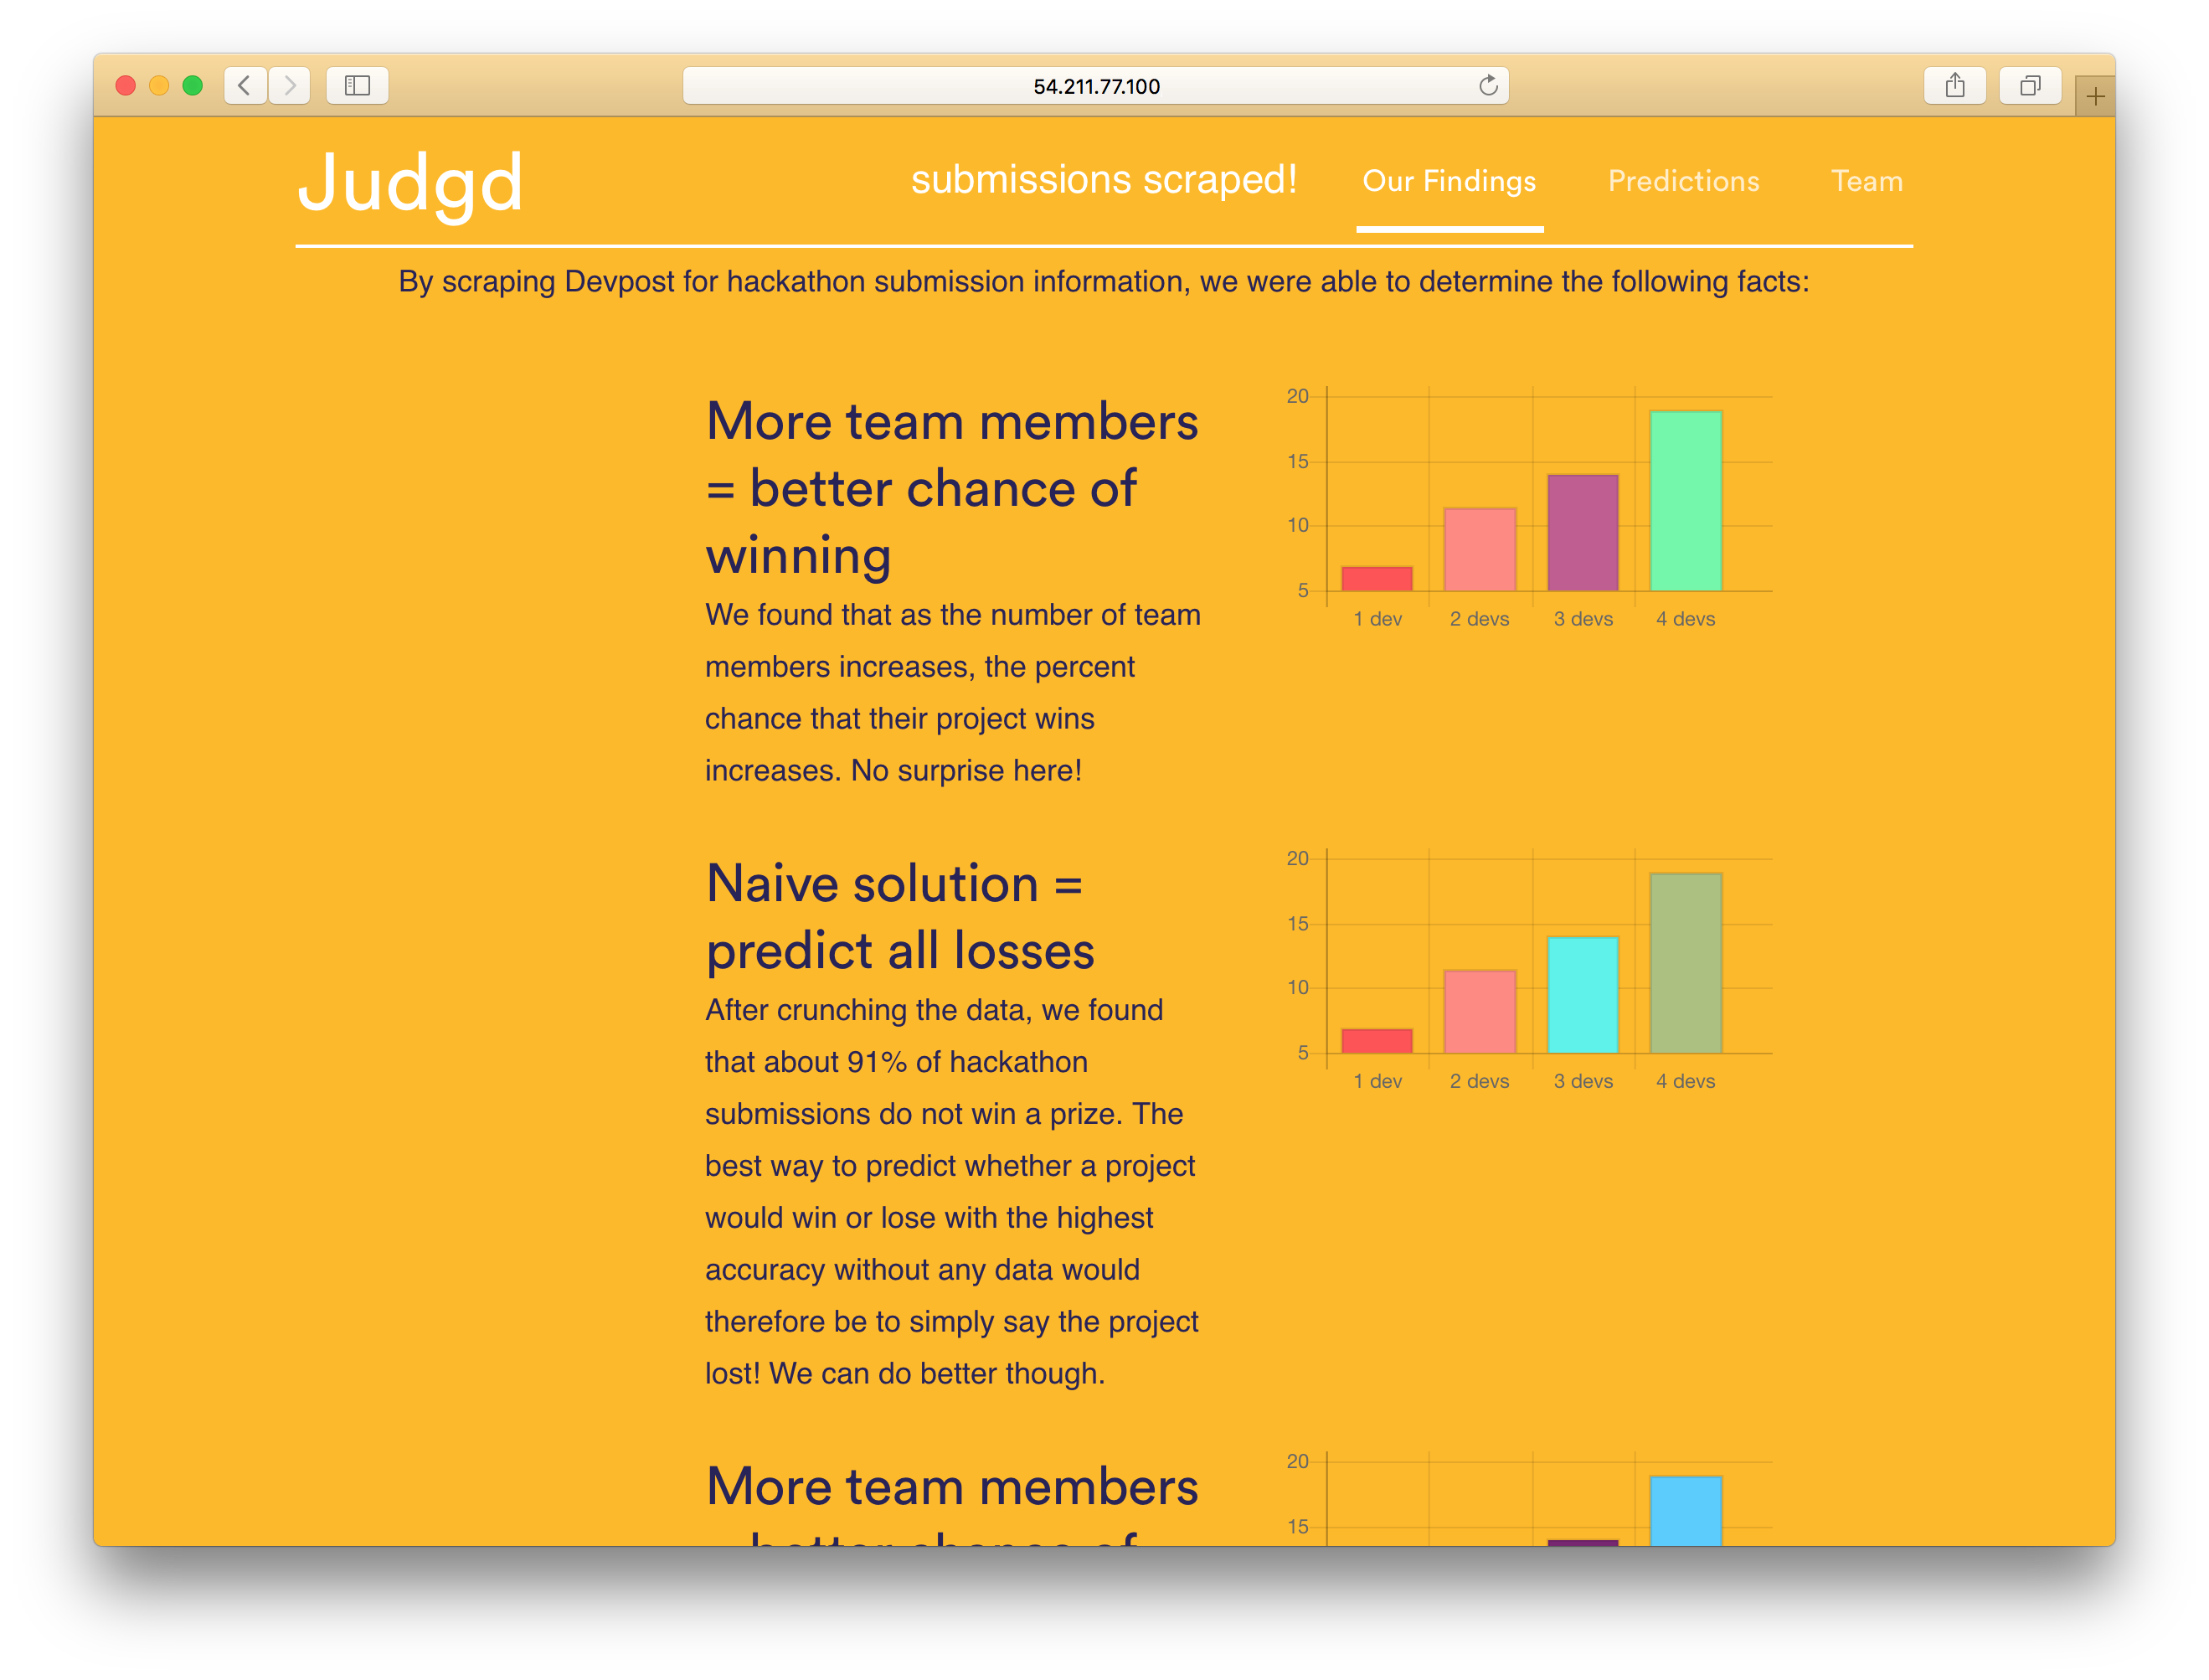 54.211.77.100
Judgd
submissions scraped!
Our Findings
Predictions
Team
By scraping Devpost for hackathon submission information, we were able to determine the following facts:
More team members
= better chance of
winning
We found that as the number of team
members increases, the percent
chance that their project wins
increases. No surprise here!
20
15
10
5
1 dev 2 devs 3 devs 4 devs
Naive solution =
predict all losses
After crunching the data, we found
that about 91% of hackathon
submissions do not win a prize. The
best way to predict whether a project
would win or lose with the highest
accuracy without any data would
therefore be to simply say the project
lost! We can do better though.
20
15
10
5
1 dev 2 devs 3 devs 4 devs
More team members
better chance of
20
15